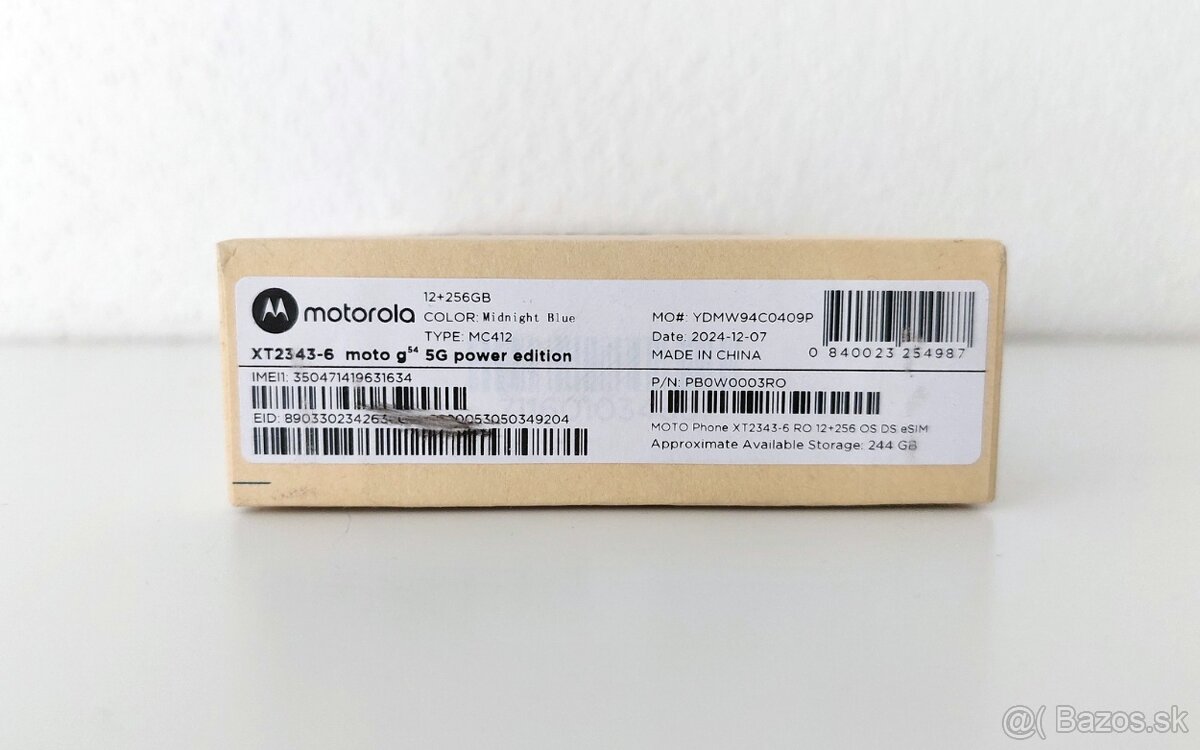 motorola
12+256GB
COLOR: Midnight Blue
TYPE: MC412
XT2343-6 moto g54 5G power edition
IMEI1: 350471419631634
EID:
MO#: YDMW94C0409P
Date: 2024-12-07
MADE IN CHINA
0 840023 254987
P/N: PB0W0003RO
MOTO Phone XT2343-6 RO 12+256 OS DS eSIM
Approximate Available Storage: 244 GB
@( Bazos.sk